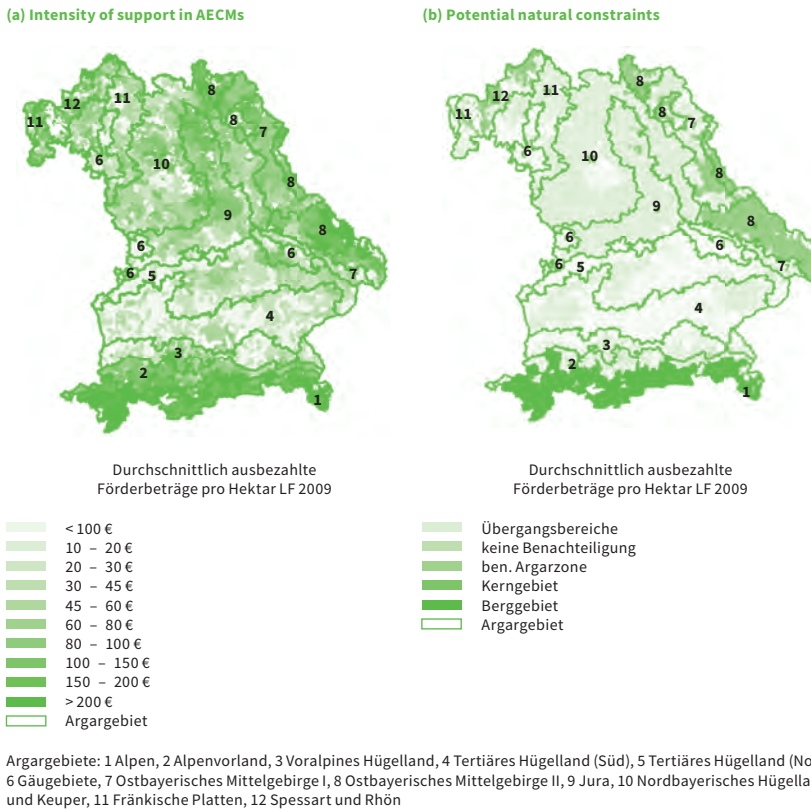 (a) Intensity of support in AECMs
11
12
11
8
8
7
6
10
8
9
8
6
6
6
5
7
4
3
2
1
Durchschnittlich ausbezahlte
Förderbeträge pro Hektar LF 2009
< 100 €
10 – 20 €
20 – 30 €
30 – 45 €
45 – 60 €
60 – 80 €
80 – 100 €
100 – 150 €
150 – 200 €
> 200 €
Argargebiet
(b) Potential natural constraints
11
12
11
8
8
7
6
10
8
9
8
6
6
6
5
7
4
3
2
1
Durchschnittlich ausbezahlte
Förderbeträge pro Hektar LF 2009
Übergangsbereiche
keine Benachteiligung
ben. Argarzone
Kerngebiet
Berggebiet
Argargebiet
Argargebiete: 1 Alpen, 2 Alpenvorland, 3 Voralpines Hügelland, 4 Tertiäres Hügelland (Süd), 5 Tertiäres Hügelland (No
6 Gäugebiete, 7 Ostbayerisches Mittelgebirge I, 8 Ostbayerisches Mittelgebirge II, 9 Jura, 10 Nordbayerisches Hügella
und Keuper, 11 Fränkische Platten, 12 Spessart und Rhön